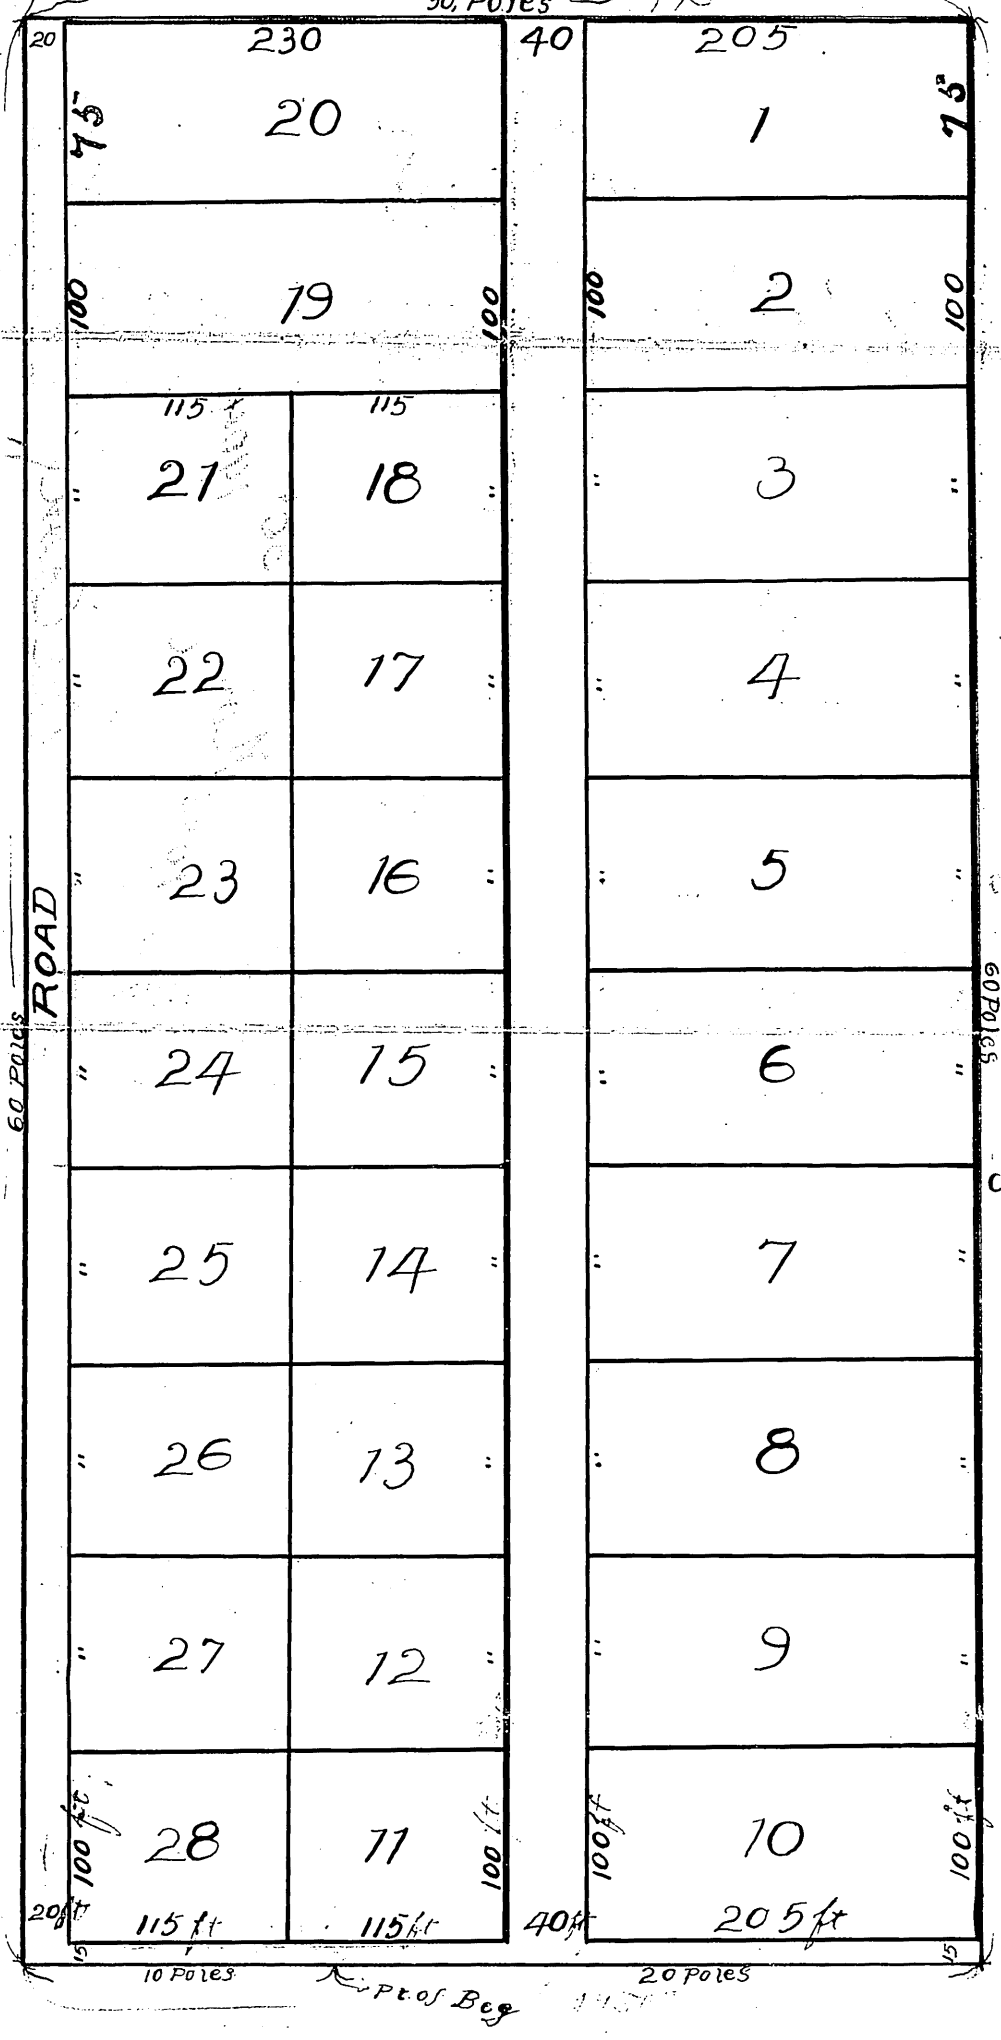 30, Poles
20 230 40 205
75 20 1 75
100 19 100 100 2 100
115 115
" 21 18 " " 3 "
" 22 17 " " 4 "
" 23 16 " " 5 "
ROAD
60 Poles
60 Poles
" 24 15 " " 6 "
" 25 14 " " 7 "
" 26 13 " " 8 "
" 27 12 " " 9 "
100 ft 28 11 100 ft 100 ft 10 100 ft
20ft 115 ft 115 ft 40 ft 205 ft
15 15
10 Poles 20 Poles
Pt of Beg